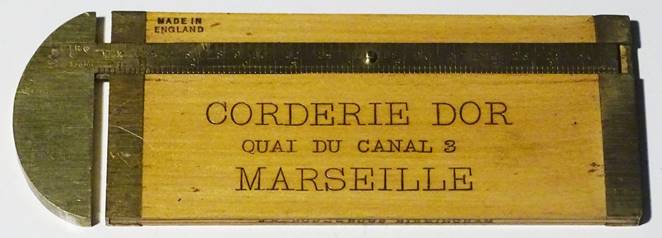 MADE IN
ENGLAND
CORDERIE DOR
QUAI DU CANAL 3
MARSEILLE